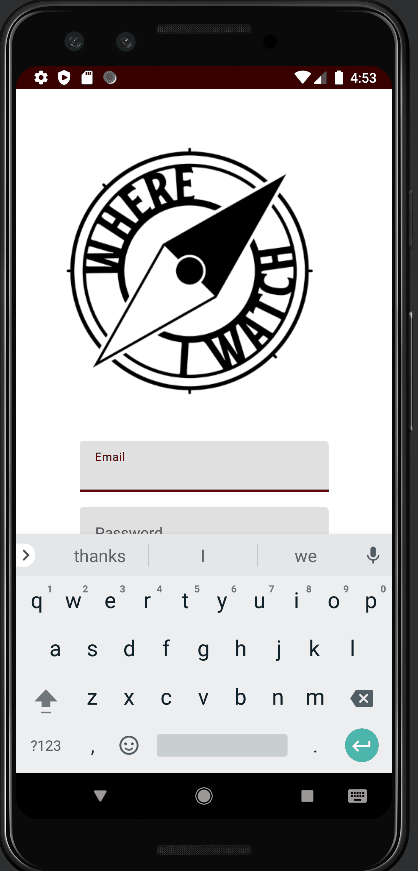 4:53
WHERE
I WATCH
Email
Password
thanks I we
q1 w2 e3 r4 t5 y6 u7 i8 o9 p0
a s d f g h j k l
z x c v b n m
?123 , .